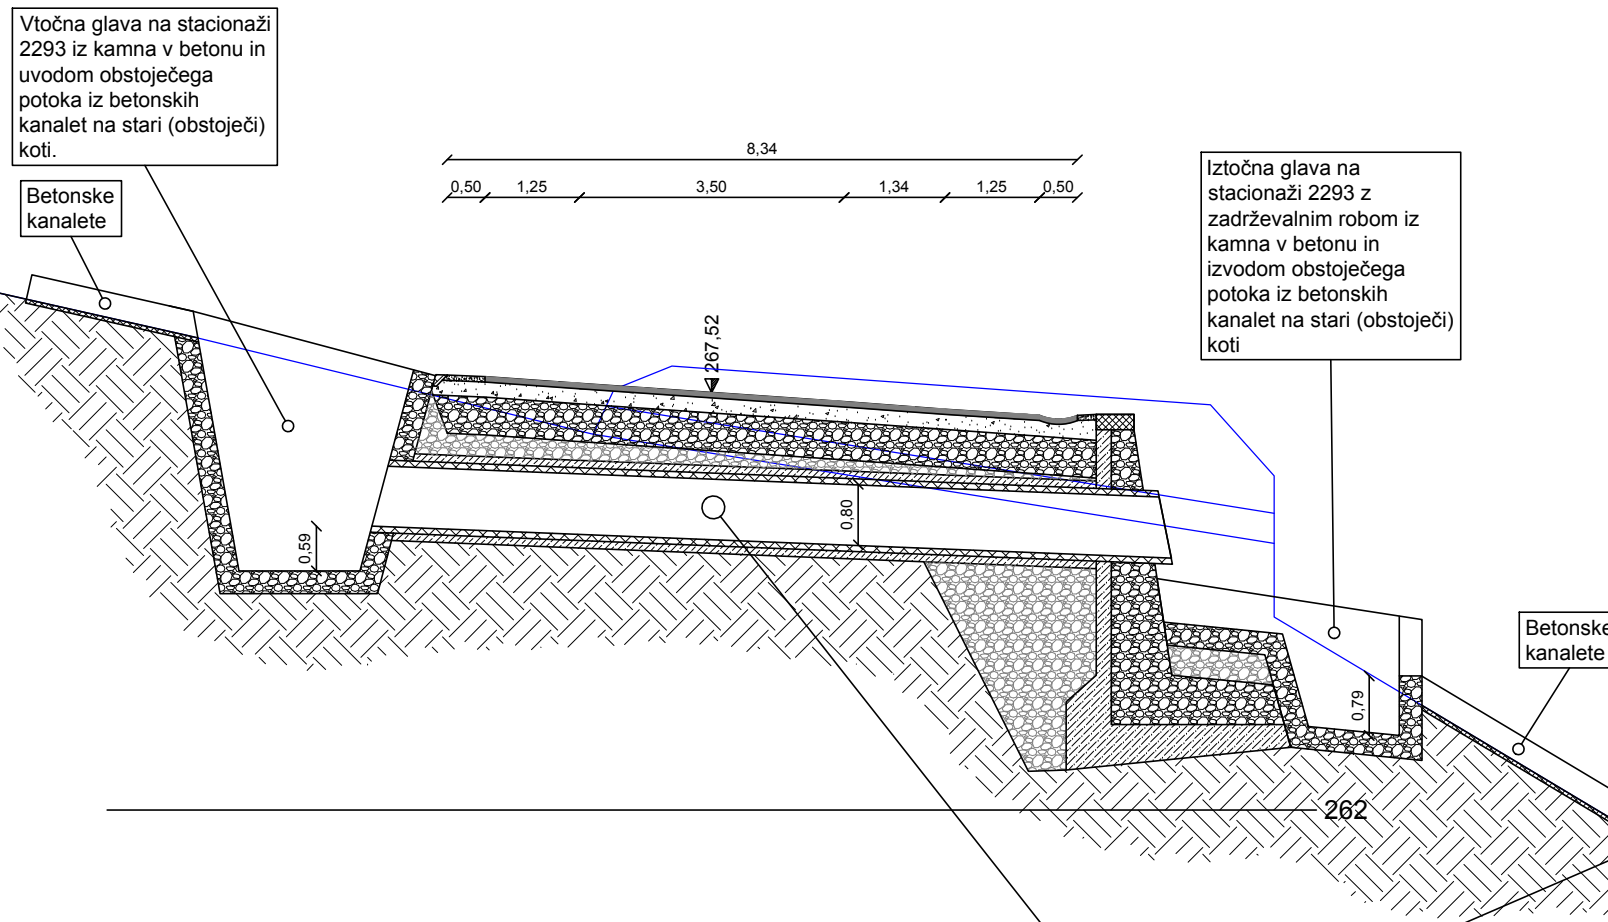 Vtočna glava na stacionaži
2293 iz kamna v betonu in
uvodom obstoječega
potoka iz betonskih
kanalet na stari (obstoječi)
koti.
Betonske
kanalete
8,34
0,50 1,25 3,50 1,34 1,25 0,50
Iztočna glava na
stacionaži 2293 z
zadrževalnim robom iz
kamna v betonu in
izvodom obstoječega
potoka iz betonskih
kanalet na stari (obstoječi)
koti
267,52
0,80
0,59
Betonske
kanalete
0,79
262